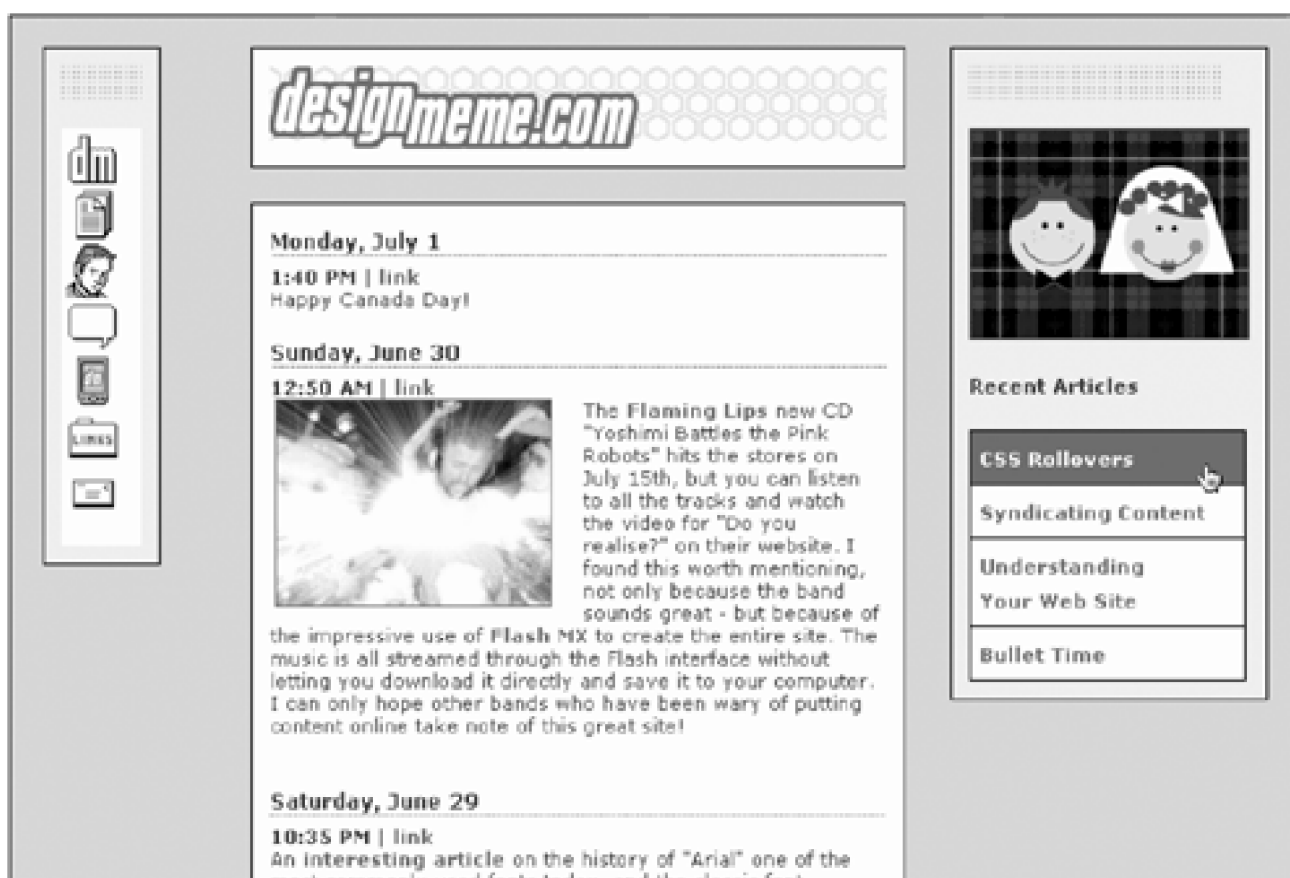 dm
LINKS
designmeme.com
Monday, July 1
1:40 PM | link
Happy Canada Day!
Sunday, June 30
12:50 AM | link
The Flaming Lips new CD
"Yoshimi Battles the Pink
Robots" hits the stores on
July 15th, but you can listen
to all the tracks and watch
the video for "Do you
realise?" on their website. I
found this worth mentioning,
not only because the band
sounds great - but because of
the impressive use of Flash MX to create the entire site. The
music is all streamed through the Flash interface without
letting you download it directly and save it to your computer.
I can only hope other bands who have been wary of putting
content online take note of this great site!
Saturday, June 29
10:35 PM | link
An interesting article on the history of "Arial" one of the
Recent Articles
CSS Rollovers
Syndicating Content
Understanding
Your Web Site
Bullet Time